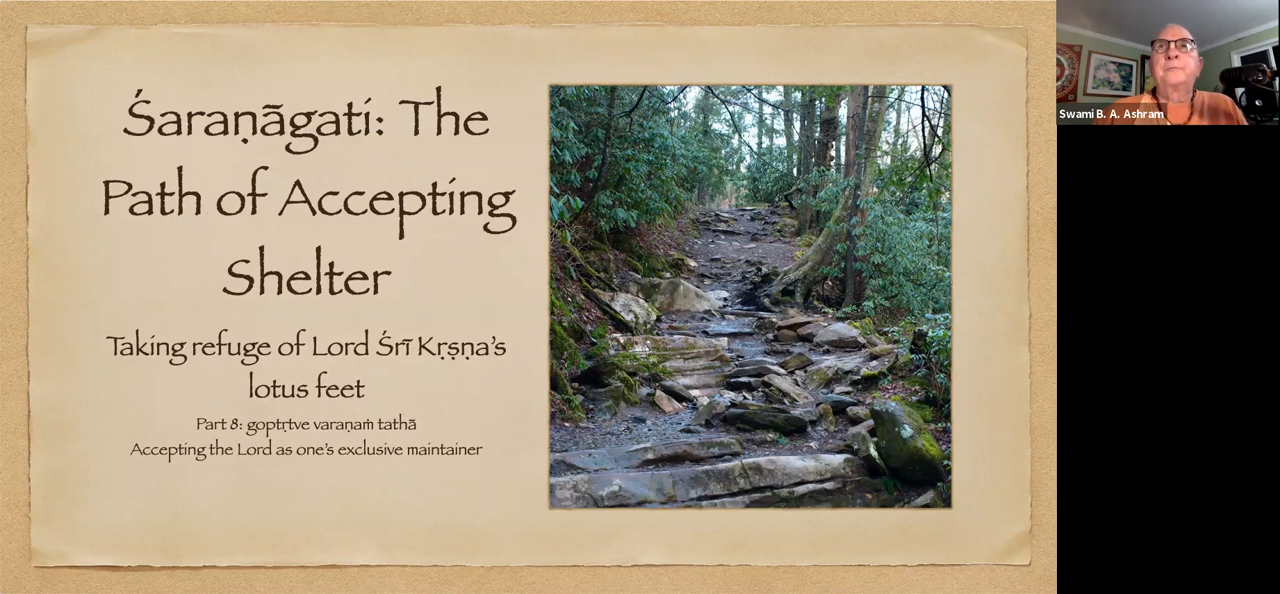 Śaraṇāgati: The
Path of Accepting
Shelter
Taking refuge of Lord Śrī Kṛṣṇa’s
lotus feet
Part 8: goptṛtve varaṇaṁ tathā
Accepting the Lord as one’s exclusive maintainer
Swami B. A. Ashram